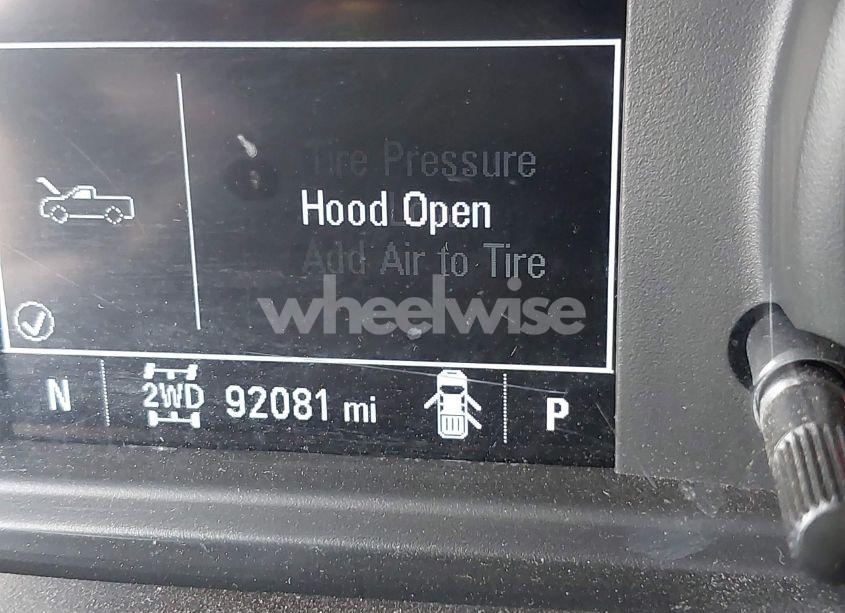 Tire Pressure
Hood Open
Add Air to Tire
wheelwise
N 2WD 92081 mi P